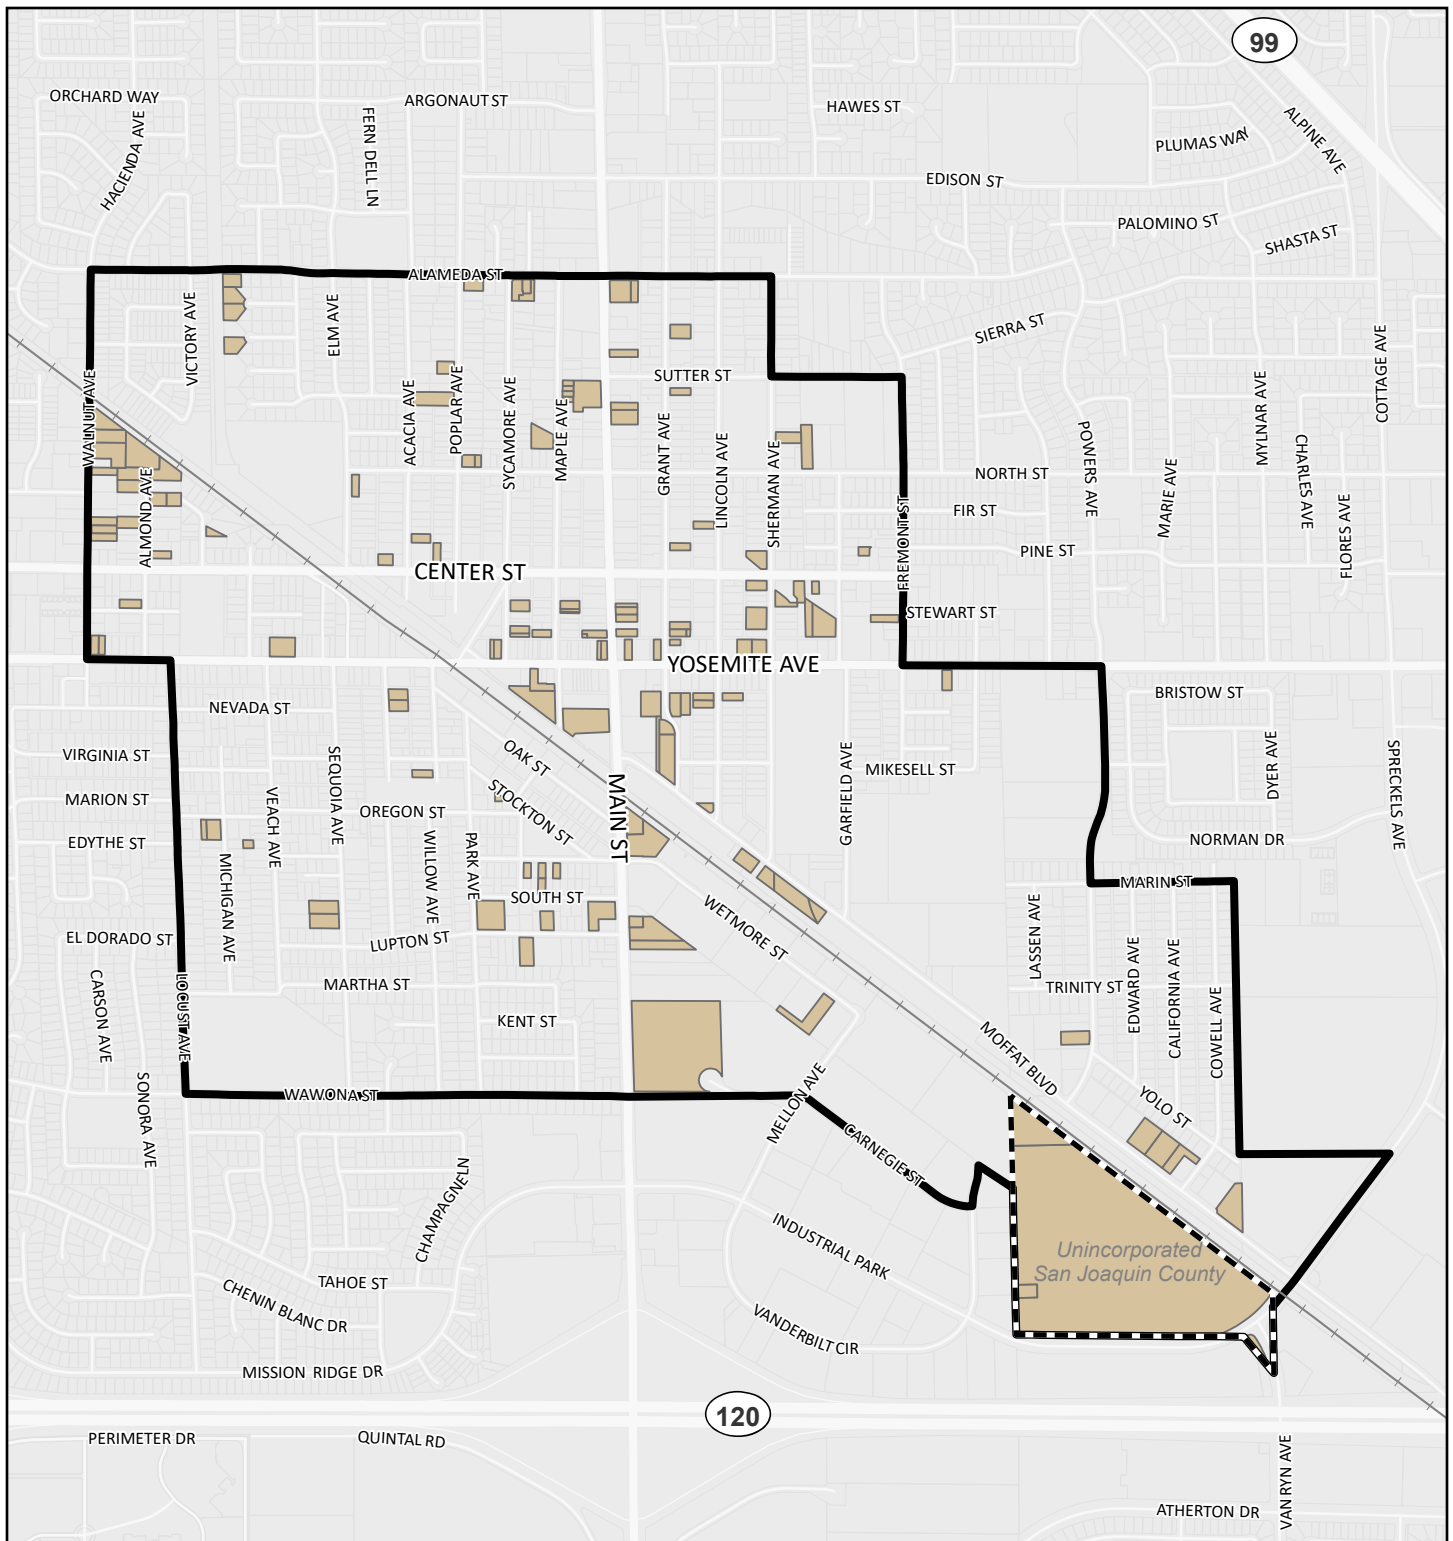 99
ORCHARD WAY
ARGONAUT ST
HAWES ST
HACIENDA AVE
FERN DELL LN
ALPINE AVE
PLUMAS WAY
EDISON ST
PALOMINO ST
SHASTA ST
ALAMEDA ST
VICTORY AVE
ELM AVE
SIERRA ST
COTTAGE AVE
WALNUT AVE
ACACIA AVE
POPLAR AVE
SYCAMORE AVE
MAPLE AVE
SUTTER ST
GRANT AVE
LINCOLN AVE
SHERMAN AVE
FREMONT ST
POWERS AVE
MARIE AVE
MYLNAR AVE
CHARLES AVE
FLORES AVE
NORTH ST
FIR ST
PINE ST
ALMOND AVE
CENTER ST
STEWART ST
YOSEMITE AVE
BRISTOW ST
NEVADA ST
VIRGINIA ST
SEQUOIA AVE
OAK ST
MIKESELL ST
GARFIELD AVE
DYER AVE
SPRECKELS AVE
MARION ST
VEACH AVE
OREGON ST
STOCKTON ST
MAIN ST
EDYTHE ST
NORMAN DR
MICHIGAN AVE
WILLOW AVE
PARK AVE
SOUTH ST
MARIN ST
WETMORE ST
LASSEN AVE
EL DORADO ST
LUPTON ST
EDWARD AVE
CALIFORNIA AVE
COWELL AVE
CARSON AVE
LOCUST AVE
MARTHA ST
TRINITY ST
KENT ST
MOFFAT BLVD
SONORA AVE
WAWONA ST
MELLON AVE
YOLO ST
CARNEGIE ST
CHAMPAGNE LN
INDUSTRIAL PARK
Unincorporated
San Joaquin County
TAHOE ST
CHENIN BLANC DR
VANDERBILT CIR
MISSION RIDGE DR
120
PERIMETER DR
QUINTAL RD
VAN RYN AVE
ATHERTON DR